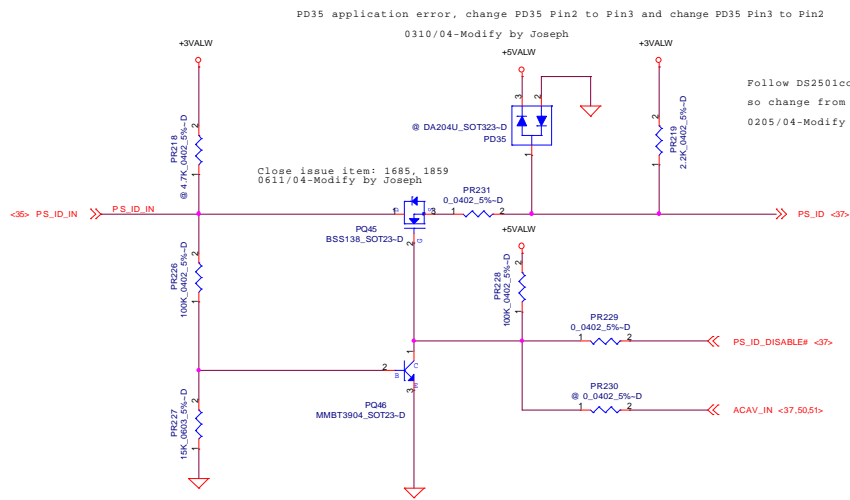 PD35 application error, change PD35 Pin2 to Pin3 and change PD35 Pin3 to Pin2
0310/04-Modify by Joseph
+3VALW
+5VALW
+3VALW
Follow DS2501co
so change from
0205/04-Modify
3
2
@ DA204U_SOT323~D
PD35
1
2
PR218
@ 4.7K_0402_5%~D
1
2
PR219
2.2K_0402_5%~D
1
Close issue item: 1685, 1859
0611/04-Modify by Joseph
<35> PS_ID_IN
PS_ID_IN
1
D
S
3
G
2
PQ45
BSS138_SOT23~D
PR231
0_0402_5%~D
1
2
PS_ID <37>
+5VALW
2
PR226
100K_0402_5%~D
1
2
PR228
100K_0402_5%~D
1
PR229
0_0402_5%~D
1
2
PS_ID_DISABLE# <37>
1
C
2
B
E
3
PQ46
MMBT3904_SOT23~D
PR230
@ 0_0402_5%~D
1
2
ACAV_IN <37,50,51>
2
PR227
15K_0603_5%~D
1